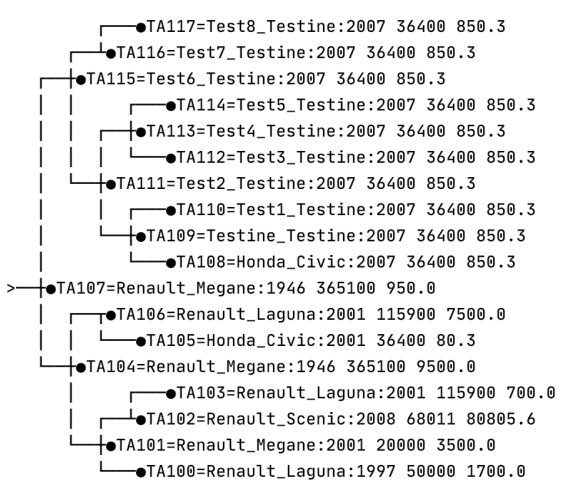 TA117=Test8_Testine:2007 36400 850.3
TA116=Test7_Testine:2007 36400 850.3
TA115=Test6_Testine:2007 36400 850.3
TA114=Test5_Testine:2007 36400 850.3
TA113=Test4_Testine:2007 36400 850.3
TA112=Test3_Testine:2007 36400 850.3
TA111=Test2_Testine:2007 36400 850.3
TA110=Test1_Testine:2007 36400 850.3
TA109=Testine_Testine:2007 36400 850.3
TA108=Honda_Civic:2007 36400 850.3
>TA107=Renault_Megane:1946 365100 950.0
TA106=Renault_Laguna:2001 115900 7500.0
TA105=Honda_Civic:2001 36400 80.3
TA104=Renault_Megane:1946 365100 9500.0
TA103=Renault_Laguna:2001 115900 700.0
TA102=Renault_Scenic:2008 68011 80805.6
TA101=Renault_Megane:2001 20000 3500.0
TA100=Renault_Laguna:1997 50000 1700.0